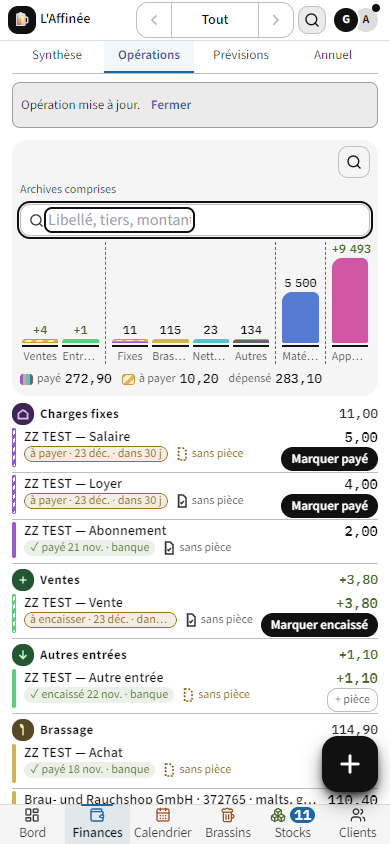 L'Affinée
Tout
G
A
Synthèse
Opérations
Prévisions
Annuel
Opération mise à jour.
Fermer
Archives comprises
Libellé, tiers, montant
+9 493
5 500
+4
+1
11
115
23
134
Ventes
Entr…
Fixes
Bras…
Nett…
Autres
Maté…
App…
payé 272,90
à payer 10,20
dépensé 283,10
Charges fixes
11,00
ZZ TEST — Salaire
5,00
à payer · 23 déc. · dans 30 j
sans pièce
Marquer payé
ZZ TEST — Loyer
4,00
à payer · 23 déc. · dans 30 j
sans pièce
Marquer payé
ZZ TEST — Abonnement
2,00
✓ payé 21 nov. · banque
sans pièce
Ventes
+3,80
ZZ TEST — Vente
+3,80
à encaisser · 23 déc. · dan…
sans pièce
Marquer encaissé
Autres entrées
+1,10
ZZ TEST — Autre entrée
+1,10
✓ encaissé 22 nov. · banque
sans pièce
+ pièce
Brassage
114,90
ZZ TEST — Achat
✓ payé 18 nov. · banque
sans pièce
Brau- und Rauchshop GmbH · 372765 · malts, g…
110,40
Bord
Finances
Calendrier
Brassins
11
Stocks
Clients